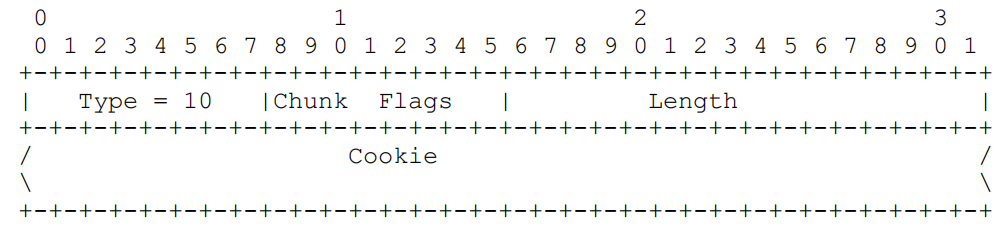 0                   1                   2                   3
 0 1 2 3 4 5 6 7 8 9 0 1 2 3 4 5 6 7 8 9 0 1 2 3 4 5 6 7 8 9 0 1
+-+-+-+-+-+-+-+-+-+-+-+-+-+-+-+-+-+-+-+-+-+-+-+-+-+-+-+-+-+-+-+-+
|   Type = 10   |Chunk  Flags   |         Length                |
+-+-+-+-+-+-+-+-+-+-+-+-+-+-+-+-+-+-+-+-+-+-+-+-+-+-+-+-+-+-+-+-+
/                     Cookie                                    /
\                                                               \
+-+-+-+-+-+-+-+-+-+-+-+-+-+-+-+-+-+-+-+-+-+-+-+-+-+-+-+-+-+-+-+-+